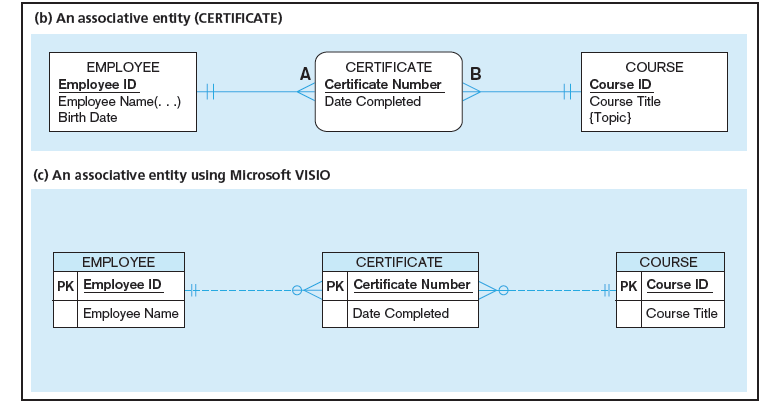 (b) An associative entity (CERTIFICATE)
EMPLOYEE
Employee ID
Employee Name(. . .)
Birth Date
A
CERTIFICATE
Certificate Number
Date Completed
B
COURSE
Course ID
Course Title
{Topic}
(c) An associative entity using Microsoft VISIO
EMPLOYEE
PK Employee ID
Employee Name
CERTIFICATE
PK Certificate Number
Date Completed
COURSE
PK Course ID
Course Title